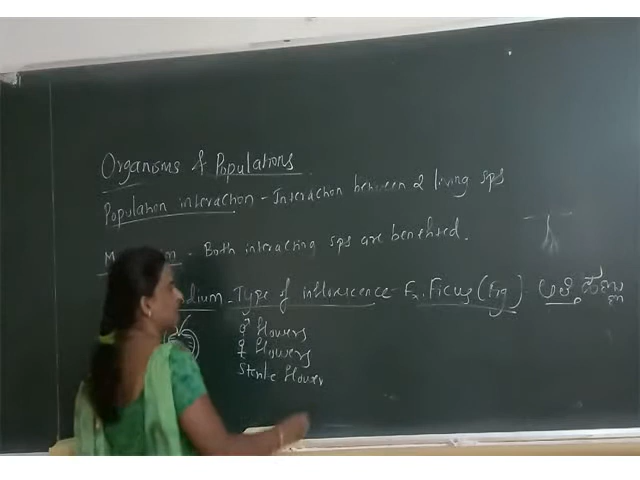 Organisms & Populations
Population interaction - Interaction between 2 living sps
- Both interacting sps are benefited.
- Type of inflorescence - Ex. Ficus (Fig) -
♂ flowers
♀ flowers
Sterile flower